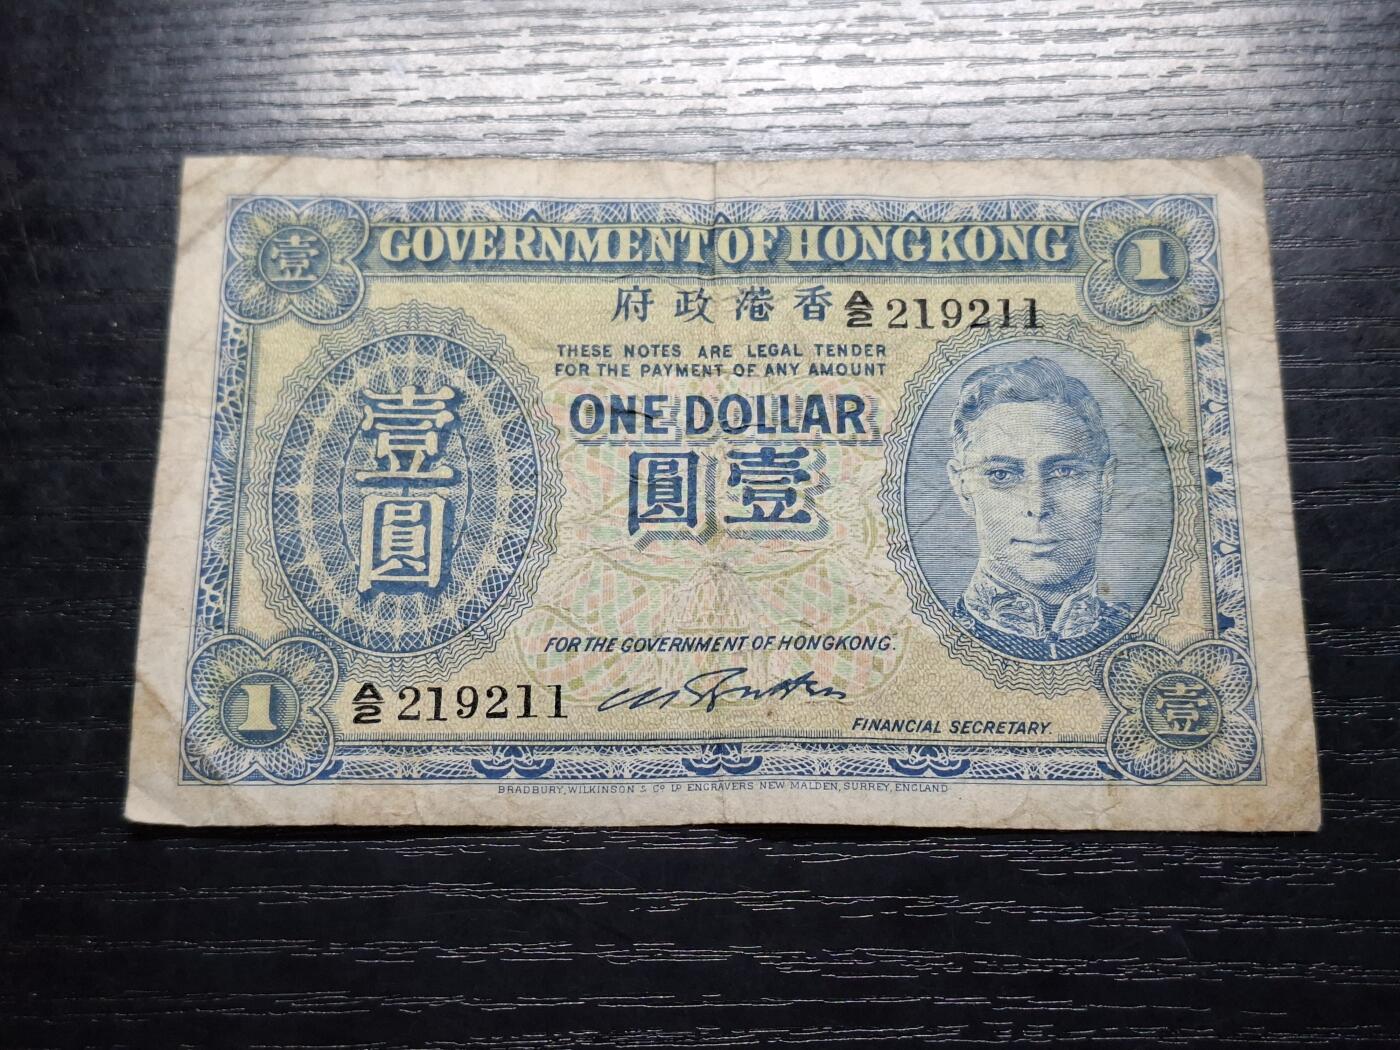 壹 GOVERNMENT OF HONGKONG 1
府政港香 A/2 219211
THESE NOTES ARE LEGAL TENDER
FOR THE PAYMENT OF ANY AMOUNT
ONE DOLLAR
圓壹
壹圓
FOR THE GOVERNMENT OF HONGKONG.
1 A/2 219211
FINANCIAL SECRETARY.
壹
BRADBURY, WILKINSON & Cº Lᴰ ENGRAVERS NEW MALDEN, SURREY, ENGLAND